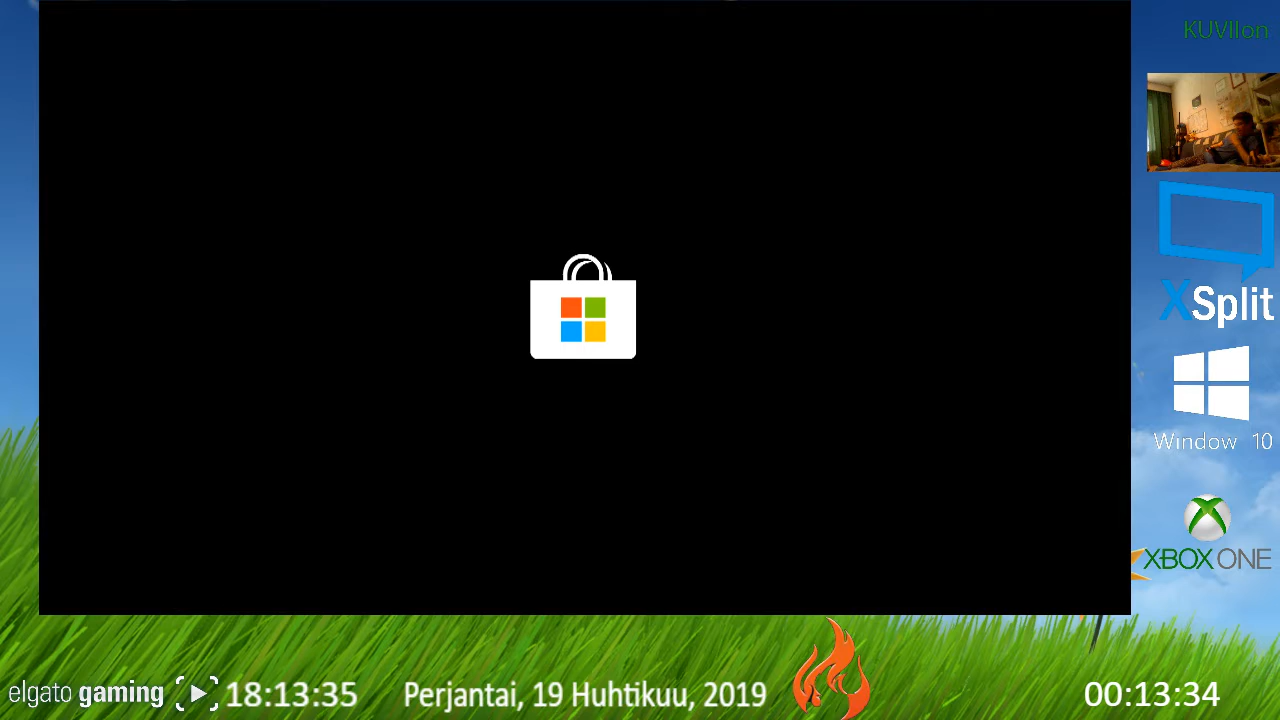 KUVIIon
XSplit
Window 10
XBOX ONE
elgato gaming 18:13:35 Perjantai, 19 Huhtikuu, 2019 00:13:34